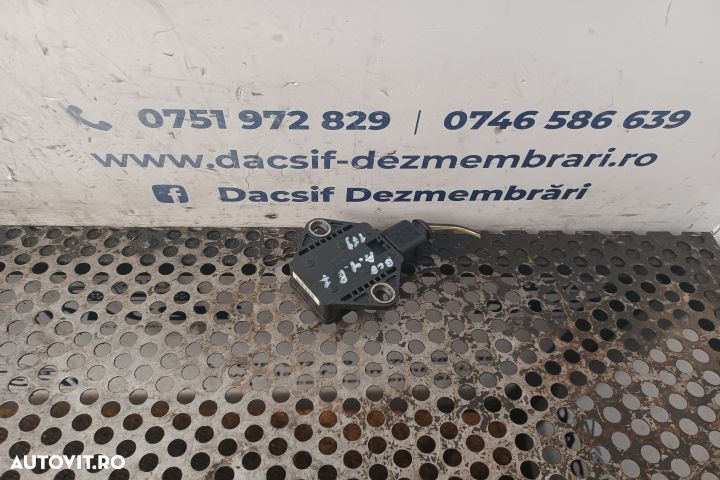 0751 972 829 | 0746 586 639
www.dacsif-dezmembrari.ro
Dacsif Dezmembrări
AUTOVIT.RO